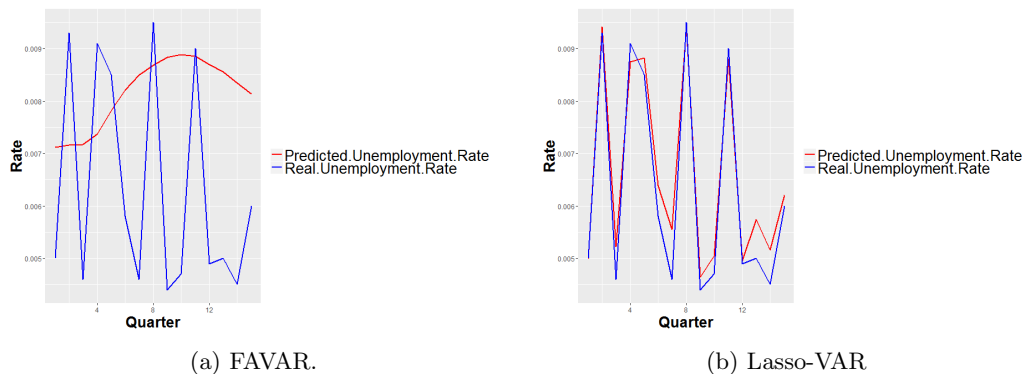 0.009
0.008
0.007
0.006
0.005
Rate
4
8
12
Quarter
Predicted.Unemployment.Rate
Real.Unemployment.Rate
(a) FAVAR.
0.009
0.008
0.007
0.006
0.005
Rate
4
8
12
Quarter
Predicted.Unemployment.Rate
Real.Unemployment.Rate
(b) Lasso-VAR